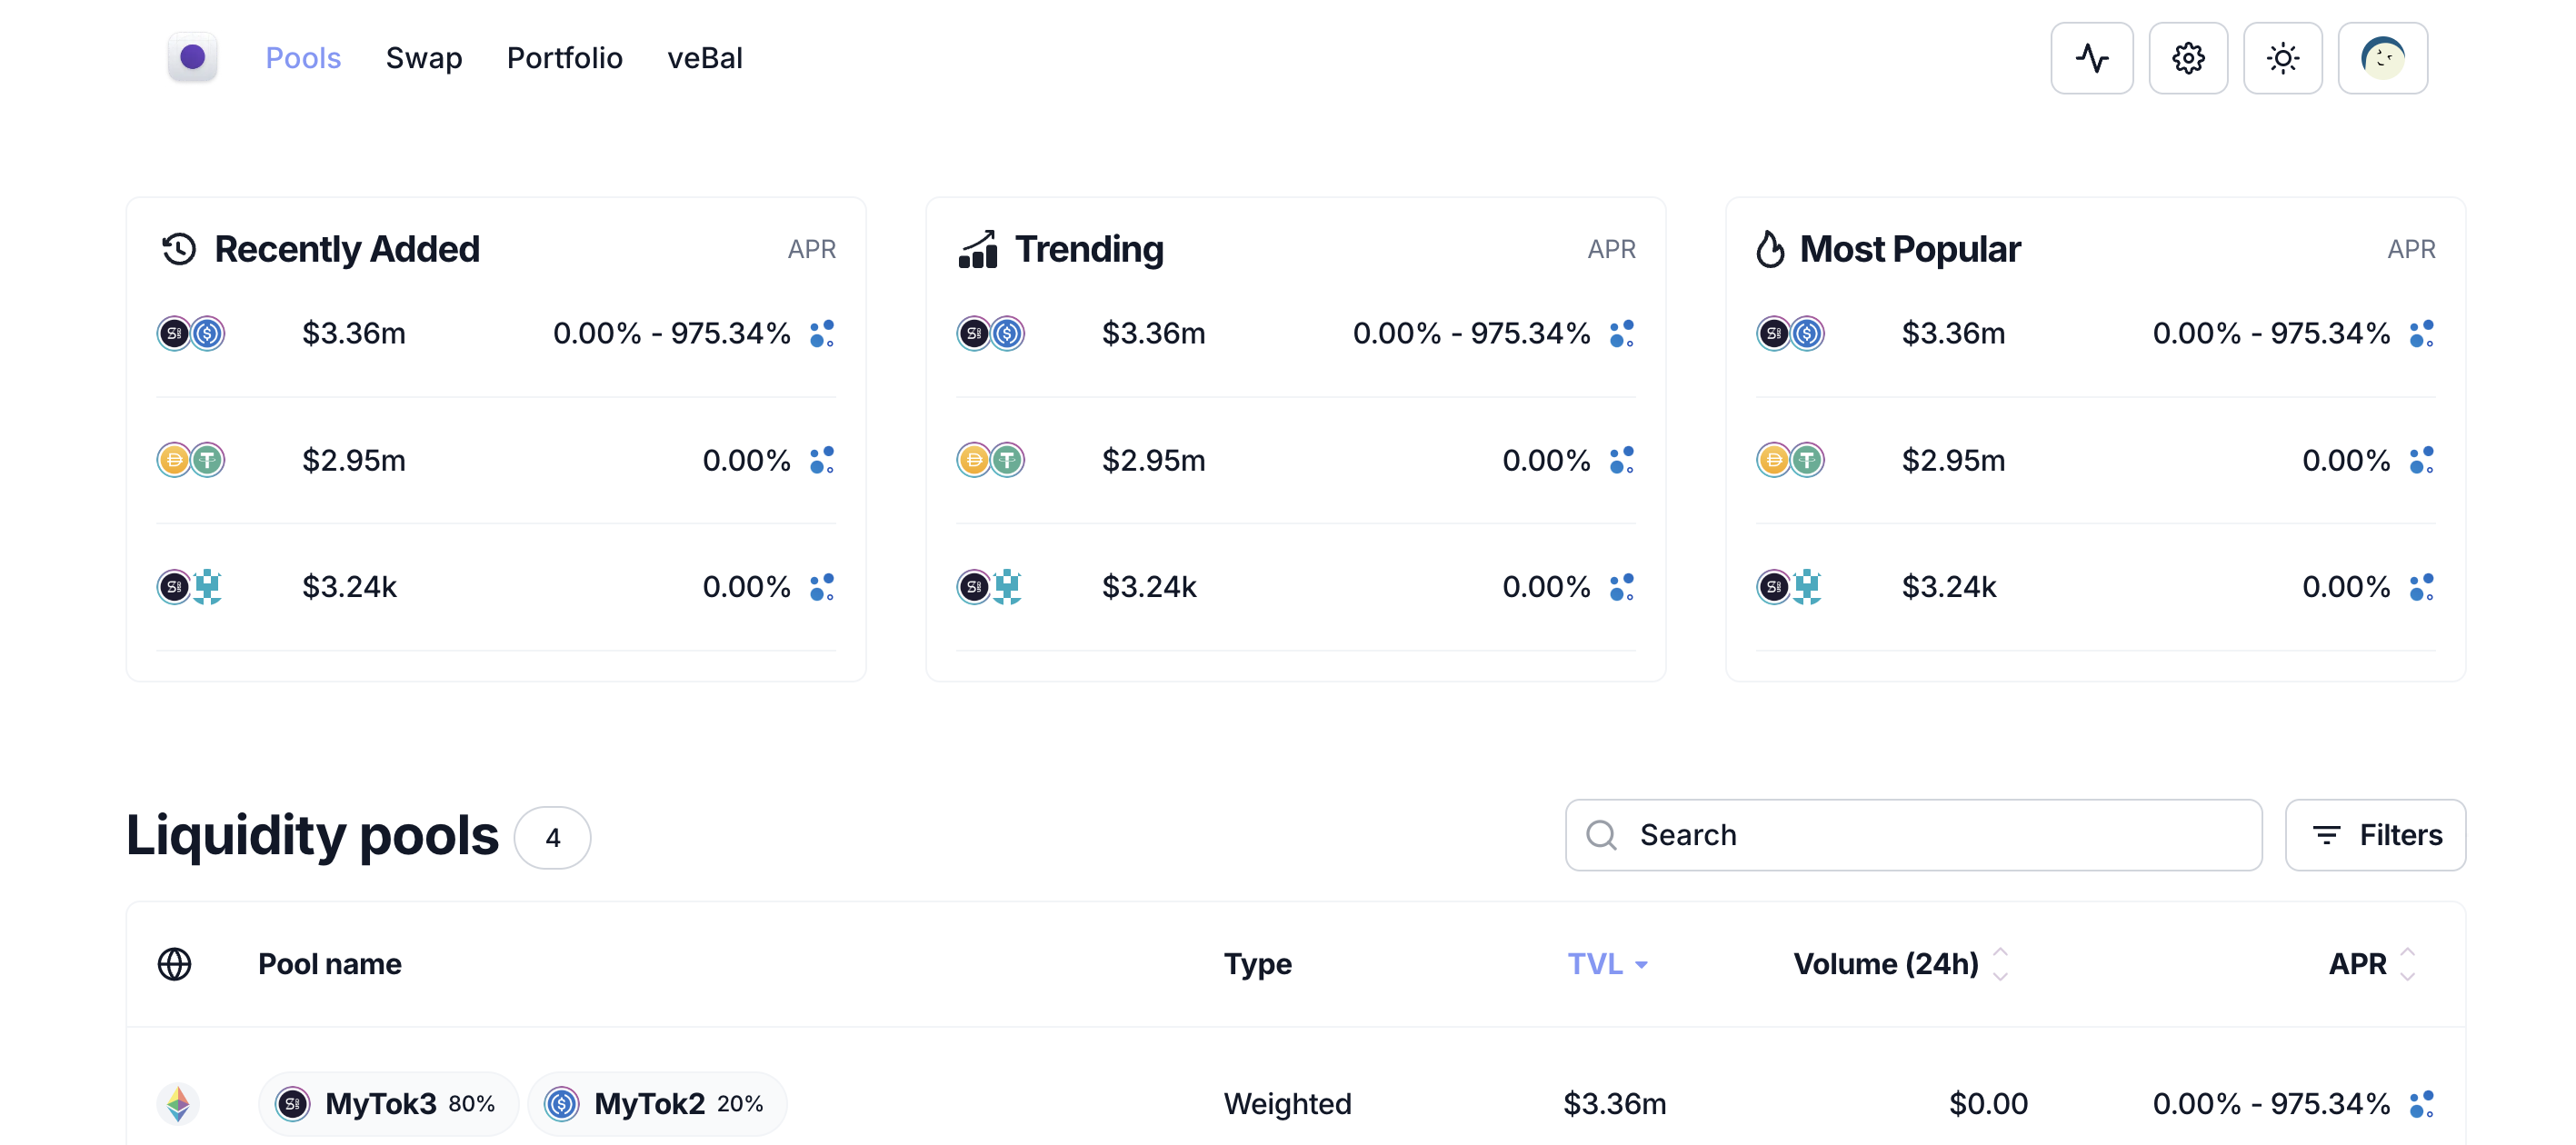 Pools Swap Portfolio veBal
Recently Added APR
$3.36m 0.00% - 975.34%
$2.95m 0.00%
$3.24k 0.00%
Trending APR
$3.36m 0.00% - 975.34%
$2.95m 0.00%
$3.24k 0.00%
Most Popular APR
$3.36m 0.00% - 975.34%
$2.95m 0.00%
$3.24k 0.00%
Liquidity pools 4 Search Filters
Pool name Type TVL Volume (24h) APR
MyTok3 80% MyTok2 20% Weighted $3.36m $0.00 0.00% - 975.34%